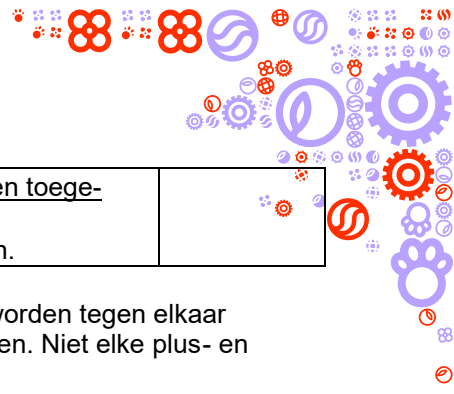 en toege-
n.
worden tegen elkaar
en. Niet elke plus- en